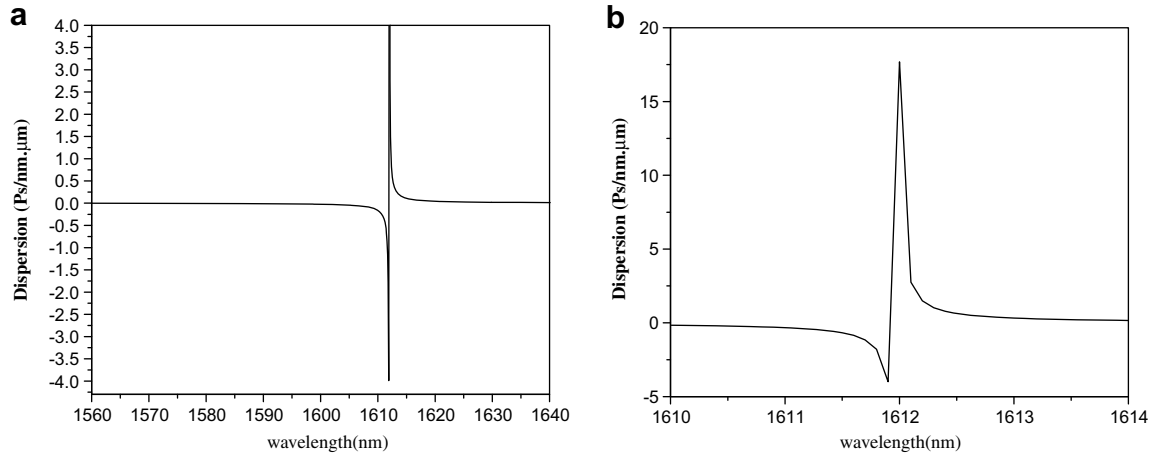 a
4.0
3.5
3.0
2.5
2.0
1.5
1.0
0.5
0.0
-0.5
-1.0
-1.5
-2.0
-2.5
-3.0
-3.5
-4.0
Dispersion (Ps/nm.μm)
1560 1570 1580 1590 1600 1610 1620 1630 1640
wavelength(nm)
b
20
15
10
5
0
-5
Dispersion (Ps/nm.μm)
1610 1611 1612 1613 1614
wavelength(nm)